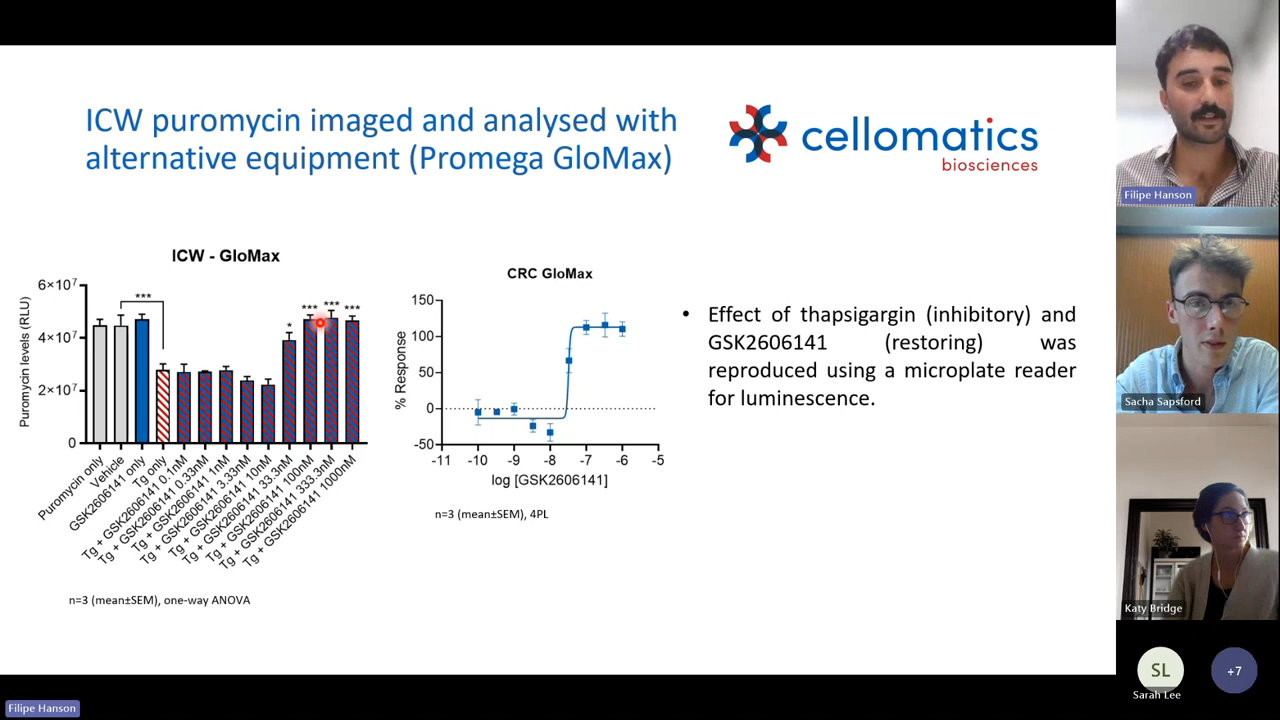 ICW puromycin imaged and analysed with
alternative equipment (Promega GloMax)
cellomatics
biosciences
ICW - GloMax
Puromycin levels (RLU)
6×10⁷
4×10⁷
2×10⁷
0
***
*
***
***
***
Puromycin only
Vehicle
GSK2606141 only
Tg only
Tg + GSK2606141 0.1nM
Tg + GSK2606141 0.33nM
Tg + GSK2606141 1nM
Tg + GSK2606141 3.33nM
Tg + GSK2606141 10nM
Tg + GSK2606141 33.3nM
Tg + GSK2606141 100nM
Tg + GSK2606141 333.3nM
Tg + GSK2606141 1000nM
n=3 (mean±SEM), one-way ANOVA
CRC GloMax
% Response
150
100
50
0
-50
-11 -10 -9 -8 -7 -6 -5
log [GSK2606141]
n=3 (mean±SEM), 4PL
• Effect of thapsigargin (inhibitory) and
GSK2606141 (restoring) was
reproduced using a microplate reader
for luminescence.
Filipe Hanson
Sacha Sapsford
Katy Bridge
SL
Sarah Lee
+7
Filipe Hanson